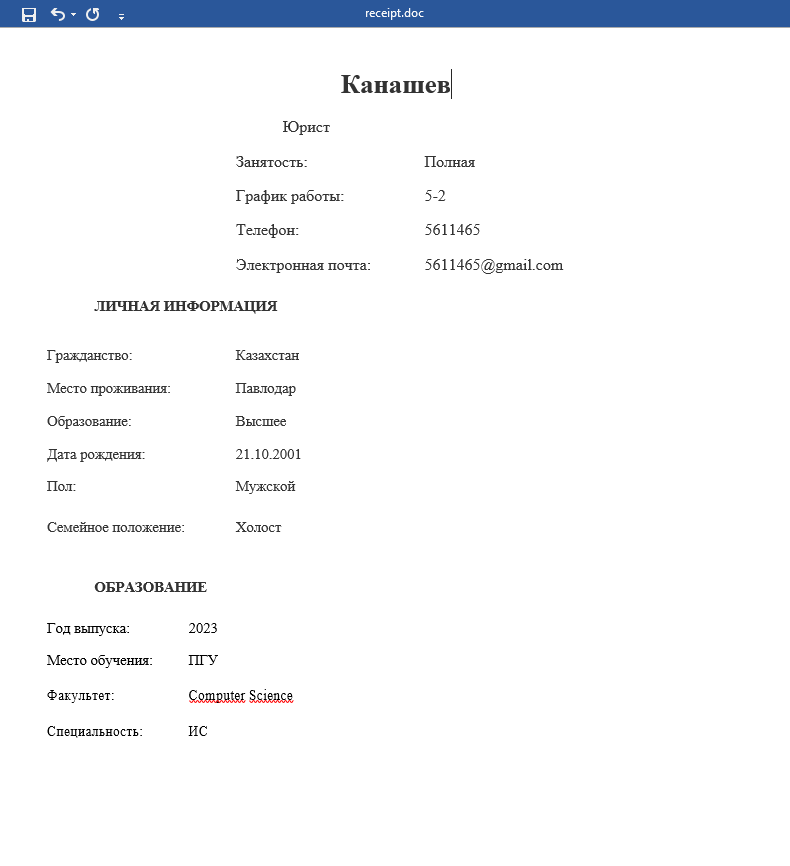 receipt.doc
Канашев
Юрист
Занятость: Полная
График работы: 5-2
Телефон: 5611465
Электронная почта: 5611465@gmail.com
ЛИЧНАЯ ИНФОРМАЦИЯ
Гражданство: Казахстан
Место проживания: Павлодар
Образование: Высшее
Дата рождения: 21.10.2001
Пол: Мужской
Семейное положение: Холост
ОБРАЗОВАНИЕ
Год выпуска: 2023
Место обучения: ПГУ
Факультет: Computer Science
Специальность: ИС